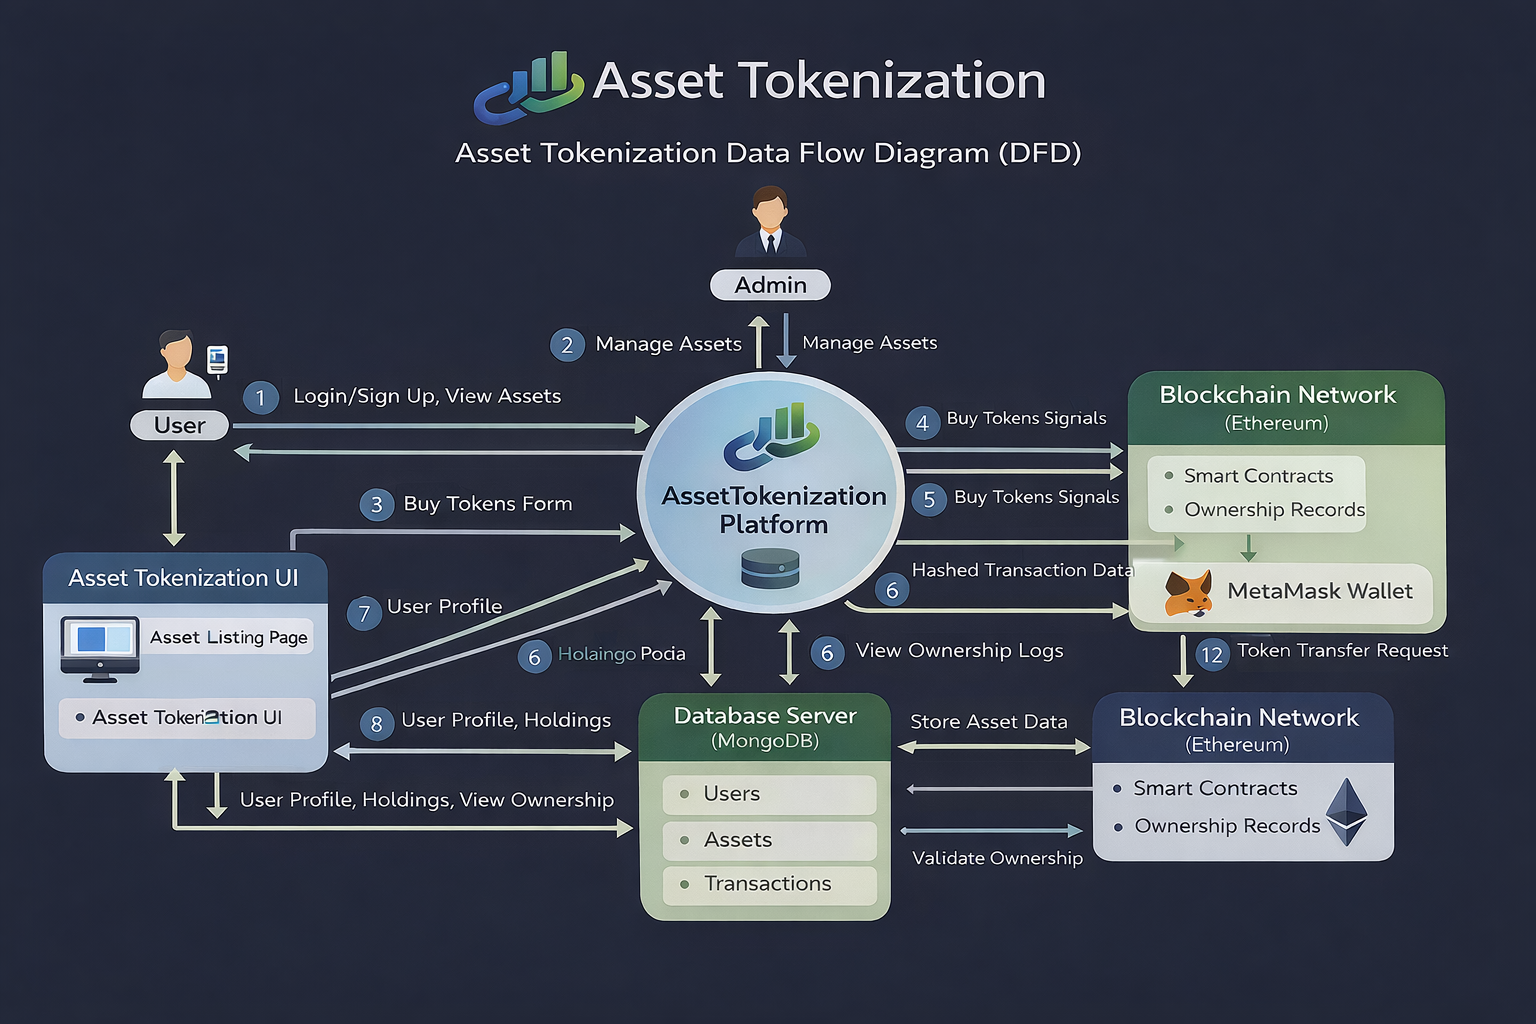 Asset Tokenization
Asset Tokenization Data Flow Diagram (DFD)
Admin
2 Manage Assets
Manage Assets
User
1 Login/Sign Up, View Assets
AssetTokenization
Platform
4 Buy Tokens Signials
5 Buy Tokens Signals
Blockchain Network
(Ethereum)
Smart Contracts
Ownership Records
MetaMask Wallet
3 Buy Tokens Form
Hashed Transaction Data
6
Asset Tokenization UI
Asset Listing Page
Asset Tokenization UI
7 User Profile
6 Holaingo Pocia
6 View Ownership Logs
12 Token Transfer Request
8 User Profile, Holdings
User Profile, Holdings, View Ownership
Database Server
(MongoDB)
Users
Assets
Transactions
Store Asset Data
Validate Ownership
Blockchain Network
(Ethereum)
Smart Contracts
Ownership Records